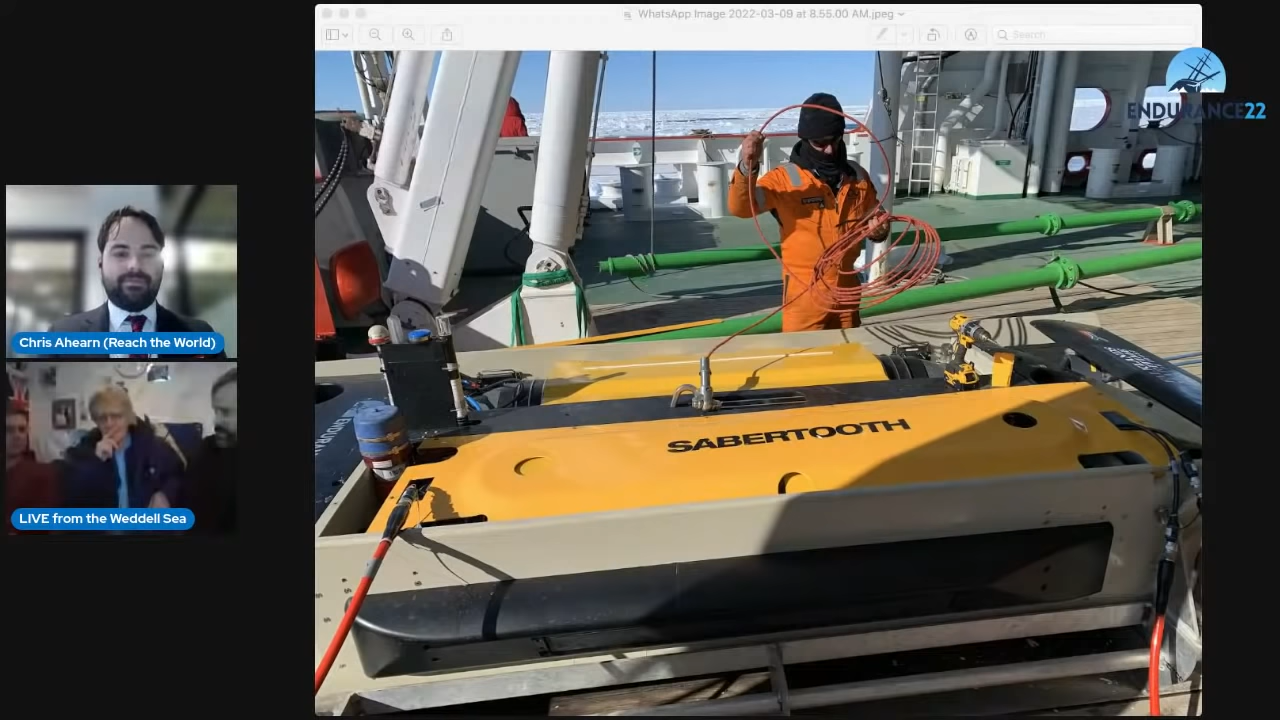 WhatsApp Image 2022-03-09 at 8.55.00 AM.jpeg
Search
ENDURANCE22
SABERTOOTH
Chris Ahearn (Reach the World)
LIVE from the Weddell Sea